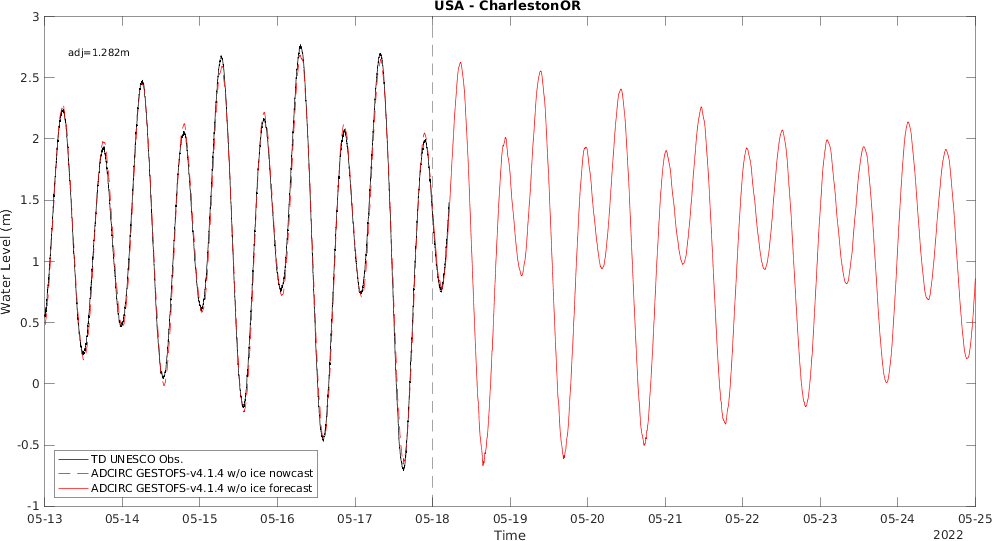 USA - CharlestonOR
adj=1.282m
Water Level (m)
3
2.5
2
1.5
1
0.5
0
-0.5
-1
TD UNESCO Obs.
ADCIRC GESTOFS-v4.1.4 w/o ice nowcast
ADCIRC GESTOFS-v4.1.4 w/o ice forecast
05-13 05-14 05-15 05-16 05-17 05-18 05-19 05-20 05-21 05-22 05-23 05-24 05-25
Time
2022